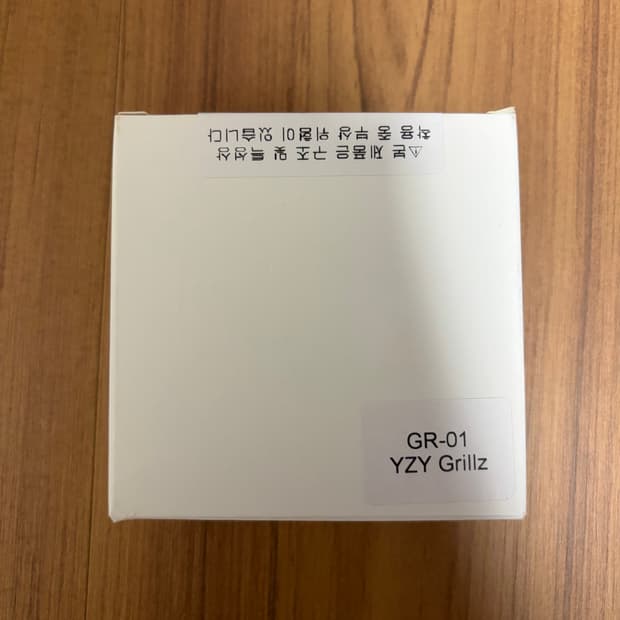 ⚠본 제품은 구조 및 특성상
착용 중 부상 위험이 있습니다
GR-01
YZY Grillz